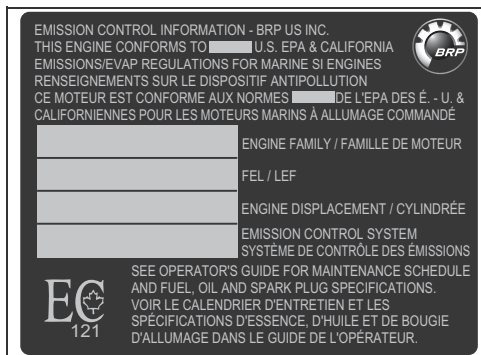 EMISSION CONTROL INFORMATION - BRP US INC.
THIS ENGINE CONFORMS TO U.S. EPA & CALIFORNIA
EMISSIONS/EVAP REGULATIONS FOR MARINE SI ENGINES
RENSEIGNEMENTS SUR LE DISPOSITIF ANTIPOLLUTION
CE MOTEUR EST CONFORME AUX NORMES DE L'EPA DES É. - U. &
CALIFORNIENNES POUR LES MOTEURS MARINS À ALLUMAGE COMMANDÉ
BRP
ENGINE FAMILY / FAMILLE DE MOTEUR
FEL / LEF
ENGINE DISPLACEMENT / CYLINDRÉE
EMISSION CONTROL SYSTEM
SYSTÈME DE CONTRÔLE DES ÉMISSIONS
EC
121
SEE OPERATOR'S GUIDE FOR MAINTENANCE SCHEDULE
AND FUEL, OIL AND SPARK PLUG SPECIFICATIONS.
VOIR LE CALENDRIER D'ENTRETIEN ET LES
SPÉCIFICATIONS D'ESSENCE, D'HUILE ET DE BOUGIE
D'ALLUMAGE DANS LE GUIDE DE L'OPÉRATEUR.